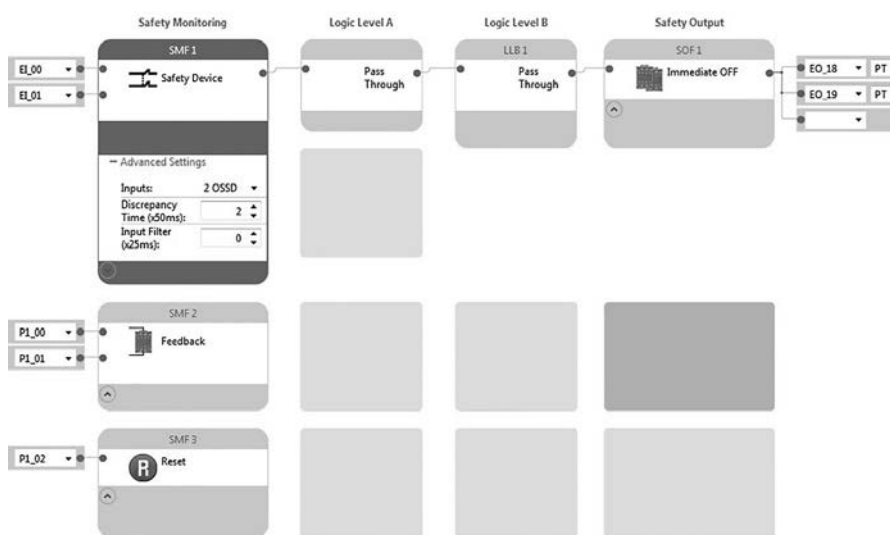 Safety Monitoring
Logic Level A
Logic Level B
Safety Output
SMF 1
LLB 1
SOF 1
EI_00
EI_01
Safety Device
Pass
Through
Pass
Through
Immediate OFF
EO_18
PT
EO_19
PT
Advanced Settings
Inputs:
2 OSSD
Discrepancy
Time (x50ms):
2
Input Filter
(x25ms):
0
SMF 2
P1_00
P1_01
Feedback
SMF 3
P1_02
R
Reset